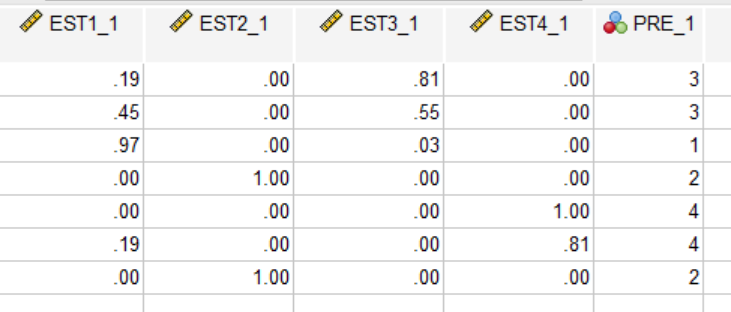 EST1_1 EST2_1 EST3_1 EST4_1 PRE_1
.19 .00 .81 .00 3
.45 .00 .55 .00 3
.97 .00 .03 .00 1
.00 1.00 .00 .00 2
.00 .00 .00 1.00 4
.19 .00 .00 .81 4
.00 1.00 .00 .00 2